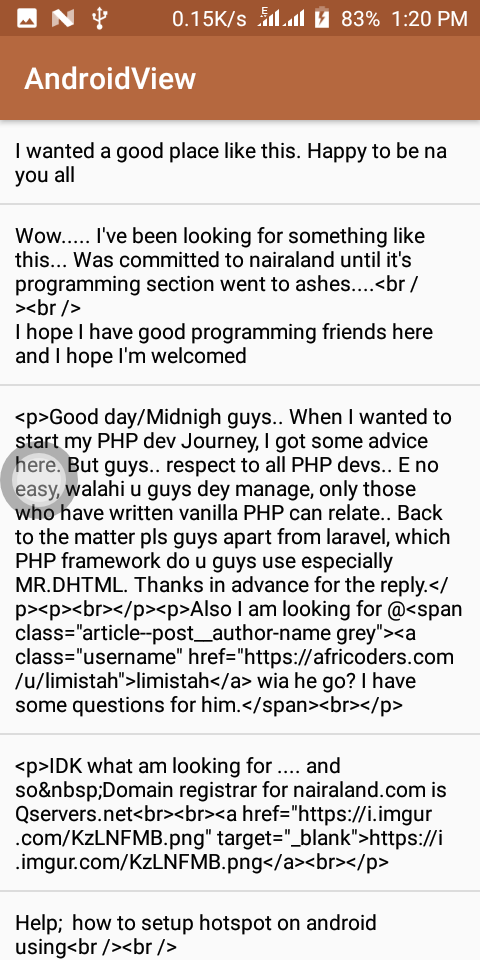 0.15K/s E 83% 1:20 PM
AndroidView
I wanted a good place like this. Happy to be na
you all
Wow..... I've been looking for something like
this... Was committed to nairaland until it's
programming section went to ashes....<br /
><br />
I hope I have good programming friends here
and I hope I'm welcomed
<p>Good day/Midnigh guys.. When I wanted to
start my PHP dev Journey, I got some advice
here. But guys.. respect to all PHP devs.. E no
easy, walahi u guys dey manage, only those
who have written vanilla PHP can relate.. Back
to the matter pls guys apart from laravel, which
PHP framework do u guys use especially
MR.DHTML. Thanks in advance for the reply.</
p><p><br></p><p>Also I am looking for @<span
class="article--post__author-name grey"><a
class="username" href="https://africoders.com
/u/limistah">limistah</a> wia he go? I have
some questions for him.</span><br></p>
<p>IDK what am looking for .... and
so&nbsp;Domain registrar for nairaland.com is
Qservers.net<br><br><a href="https://i.imgur
.com/KzLNFMB.png" target="_blank">https://i
.imgur.com/KzLNFMB.png</a><br></p>
Help;  how to setup hotspot on android
using<br /><br />